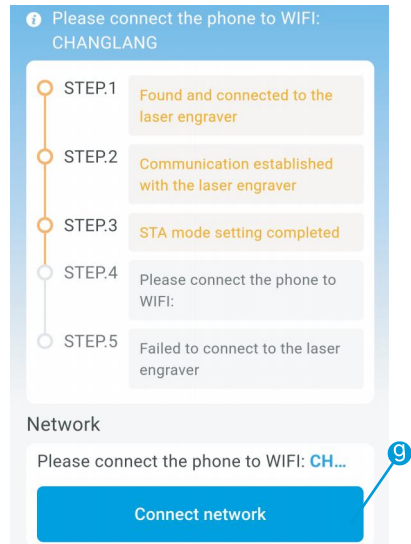 Please connect the phone to WIFI:
CHANGLANG
STEP.1
Found and connected to the
laser engraver
STEP.2
Communication established
with the laser engraver
STEP.3
STA mode setting completed
STEP.4
Please connect the phone to
WIFI:
STEP.5
Failed to connect to the laser
engraver
Network
Please connect the phone to WIFI: CH...
9
Connect network